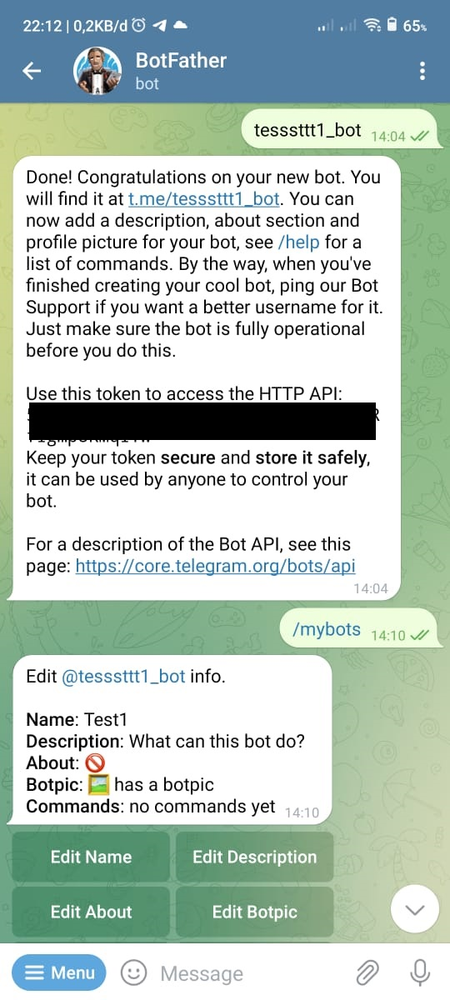 22:12 | 0,2KB/d
65%
BotFather
bot
tesssttt1_bot 14:04
Done! Congratulations on your new bot. You
will find it at t.me/tesssttt1_bot. You can
now add a description, about section and
profile picture for your bot, see /help for a
list of commands. By the way, when you've
finished creating your cool bot, ping our Bot
Support if you want a better username for it.
Just make sure the bot is fully operational
before you do this.
Use this token to access the HTTP API:
Keep your token secure and store it safely,
it can be used by anyone to control your
bot.
For a description of the Bot API, see this
page: https://core.telegram.org/bots/api
14:04
/mybots 14:10
Edit @tesssttt1_bot info.
Name: Test1
Description: What can this bot do?
About: 🚫
Botpic: 🖼 has a botpic
Commands: no commands yet 14:10
Edit Name
Edit Description
Edit About
Edit Botpic
Menu
Message